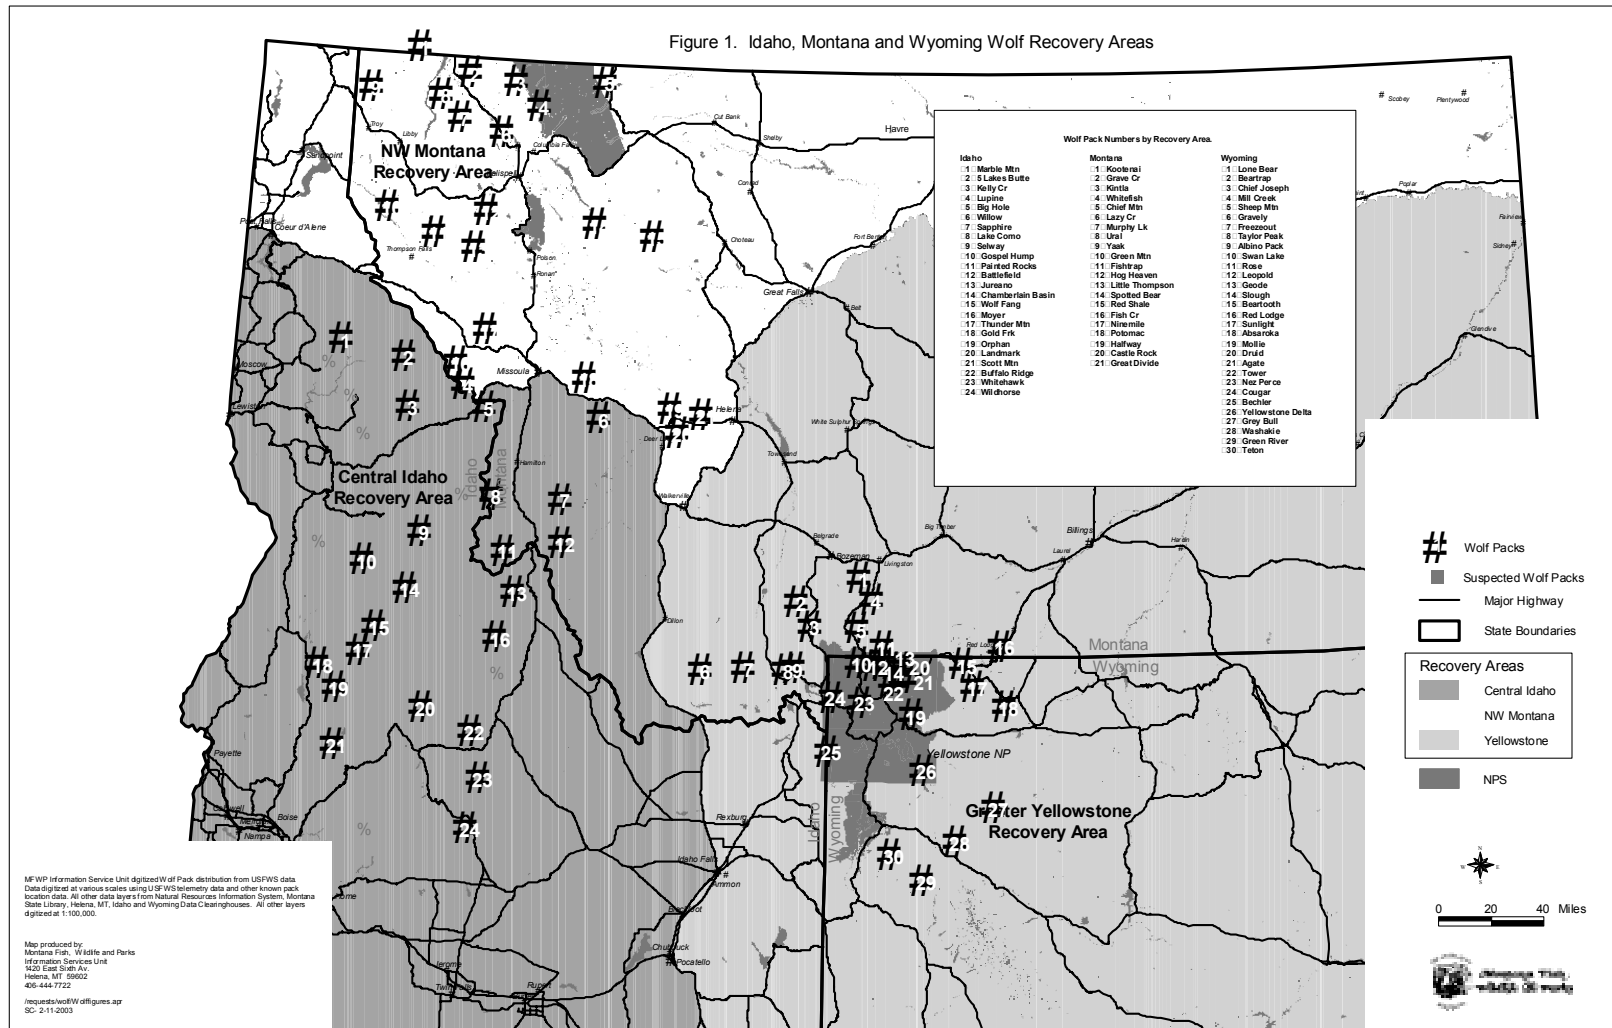 Figure 1. Idaho, Montana and Wyoming Wolf Recovery Areas
Wolf Pack Numbers by Recovery Area.
Idaho
1 Marble Mtn
2 5 Lakes Butte
3 Kelly Cr
4 Lupine
5 Big Hole
6 Willow
7 Sapphire
8 Lake Como
9 Selway
10 Gospel Hump
11 Painted Rocks
12 Battlefield
13 Jureano
14 Chamberlain Basin
15 Wolf Fang
16 Moyer
17 Thunder Mtn
18 Gold Frk
19 Orphan
20 Landmark
21 Scott Mtn
22 Buffalo Ridge
23 Whitehawk
24 Wildhorse
Montana
1 Kootenai
2 Grave Cr
3 Kintla
4 Whitefish
5 Chief Mtn
6 Lazy Cr
7 Murphy Lk
8 Ural
9 Yaak
10 Green Mtn
11 Fishtrap
12 Hog Heaven
13 Little Thompson
14 Spotted Bear
15 Red Shale
16 Fish Cr
17 Ninemile
18 Potomac
19 Halfway
20 Castle Rock
21 Great Divide
Wyoming
1 Lone Bear
2 Beartrap
3 Chief Joseph
4 Mill Creek
5 Sheep Mtn
6 Gravely
7 Freezeout
8 Taylor Peak
9 Albino Pack
10 Swan Lake
11 Rose
12 Leopold
13 Geode
14 Slough
15 Beartooth
16 Red Lodge
17 Sunlight
18 Absaroka
19 Mollie
20 Druid
21 Agate
22 Tower
23 Nez Perce
24 Cougar
25 Bechler
26 Yellowstone Delta
27 Grey Bull
28 Washakie
29 Green River
30 Teton
NW Montana
Recovery Area
Central Idaho
Recovery Area
Greater Yellowstone
Recovery Area
Yellowstone NP
Idaho
Montana
Montana
Wyoming
Idaho
Wyoming
Troy
Libby
Sandpoint
Columbia Falls
Cut Bank
Shelby
Havre
Scobey
Plentywood
Conrad
Poplar
Fairview
Sidney
Coeur d'Alene
Thompson Falls
Polson
Ronan
Choteau
Great Falls
Belt
Glendive
Moscow
Lewiston
Missoula
Helena
White Sulphur Springs
Townsend
Hamilton
Walkerville
Belgrade
Bozeman
Livingston
Big Timber
Billings
Laurel
Hardin
Dillon
Payette
Boise
Nampa
Rexburg
Idaho Falls
Ammon
Chubbuck
Pocatello
Jerome
Twin Falls
Rupert
Wolf Packs
Suspected Wolf Packs
Major Highway
State Boundaries
Recovery Areas
Central Idaho
NW Montana
Yellowstone
NPS
N
W E
S
0 20 40 Miles
MFWP Information Service Unit digitized Wolf Pack distribution from USFWS data.
Data digitized at various scales using USFWS telemetry data and other known pack
location data. All other data layers from Natural Resources Information System, Montana
State Library, Helena, MT, Idaho and Wyoming Data Clearinghouses. All other layers
digitized at 1:100,000.
Map produced by:
Montana Fish, Wildlife and Parks
Information Services Unit
1420 East Sixth Av.
Helena, MT 59602
406-444-7722
/requests/wolf/Wolffigures.apr
SC- 2-11-2003